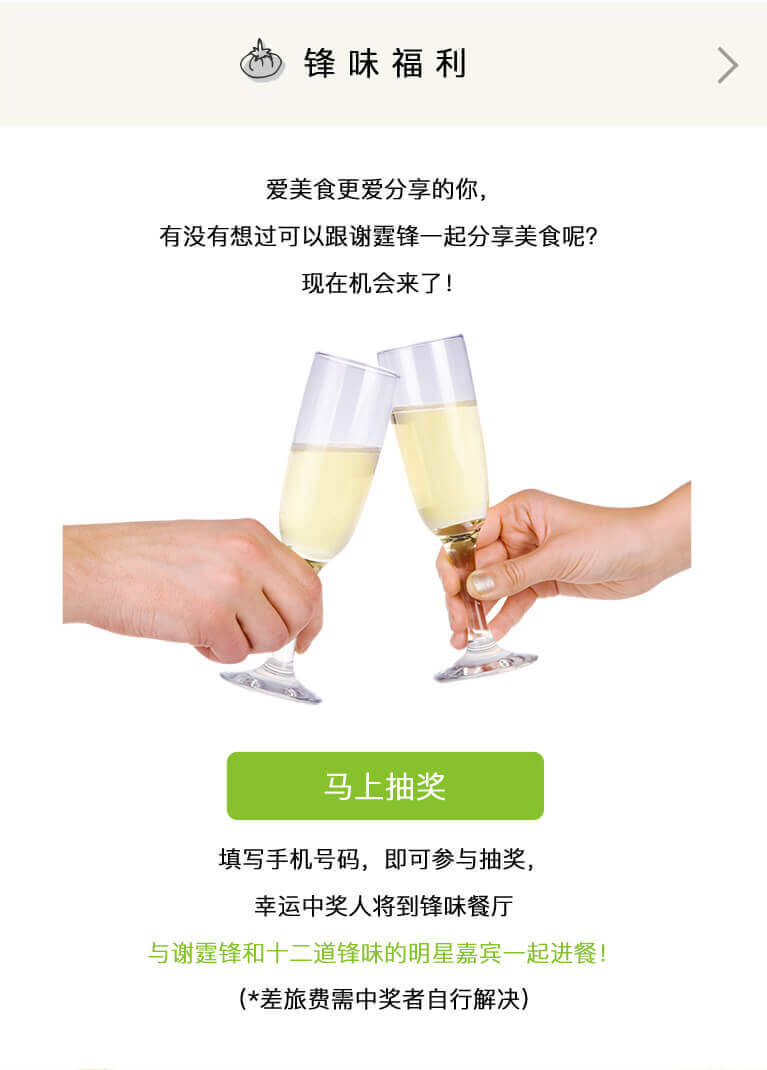 锋味福利
爱美食更爱分享的你，
有没有想过可以跟谢霆锋一起分享美食呢？
现在机会来了！
马上抽奖
填写手机号码，即可参与抽奖，
幸运中奖人将到锋味餐厅
与谢霆锋和十二道锋味的明星嘉宾一起进餐！
(*差旅费需中奖者自行解决)